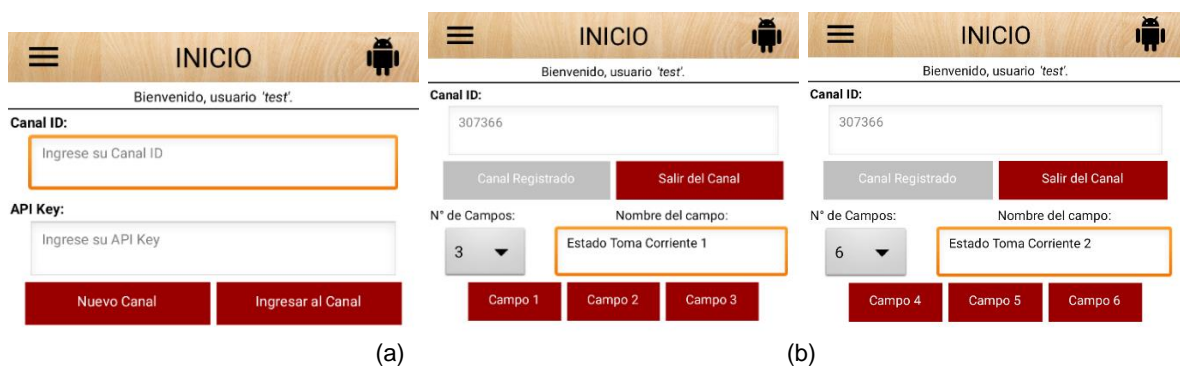 INICIO
Bienvenido, usuario 'test'.
Canal ID:
Ingrese su Canal ID
API Key:
Ingrese su API Key
Nuevo Canal Ingresar al Canal
(a)
INICIO
Bienvenido, usuario 'test'.
Canal ID:
307366
Canal Registrado Salir del Canal
N° de Campos: Nombre del campo:
3 Estado Toma Corriente 1
Campo 1 Campo 2 Campo 3
INICIO
Bienvenido, usuario 'test'.
Canal ID:
307366
Canal Registrado Salir del Canal
N° de Campos: Nombre del campo:
6 Estado Toma Corriente 2
Campo 4 Campo 5 Campo 6
(b)